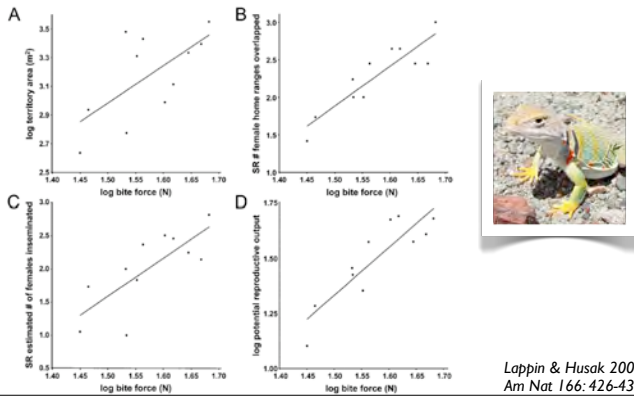 A
log territory area (m²)
3.5
3.3
3.1
2.9
2.7
2.5
1.40 1.45 1.50 1.55 1.60 1.65 1.70
log bite force (N)
B
SR # female home ranges overlapped
3.0
2.5
2.0
1.5
1.0
1.40 1.45 1.50 1.55 1.60 1.65 1.70
log bite force (N)
C
SR estimated # of females inseminated
3.0
2.5
2.0
1.5
1.0
0.5
1.40 1.45 1.50 1.55 1.60 1.65 1.70
log bite force (N)
D
log potential reproductive output
1.75
1.50
1.25
1.00
1.40 1.45 1.50 1.55 1.60 1.65 1.70
log bite force (N)
Lappin & Husak 200
Am Nat 166: 426-43